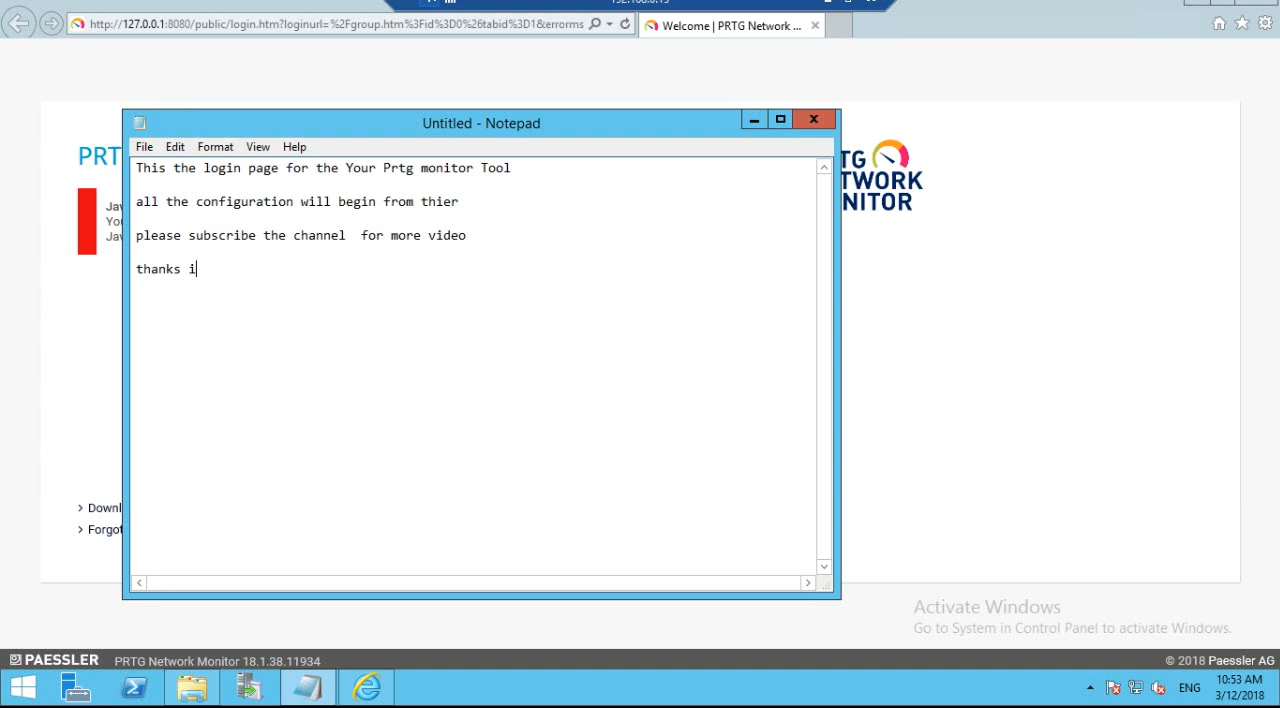 http://127.0.0.1:8080/public/login.htm?loginurl=%2Fgroup.htm%3Fid%3D0%26tabid%3D1&errorms
Welcome | PRTG Network ...
PRT
Untitled - Notepad
File Edit Format View Help
This the login page for the Your Prtg monitor Tool
all the configuration will begin from thier
please subscribe the channel  for more video
thanks i
Jav
You
Jav
TG
TWORK
NITOR
Downl
Forgot
Activate Windows
Go to System in Control Panel to activate Windows.
PAESSLER PRTG Network Monitor 18.1.38.11934
© 2018 Paessler AG
ENG
10:53 AM
3/12/2018